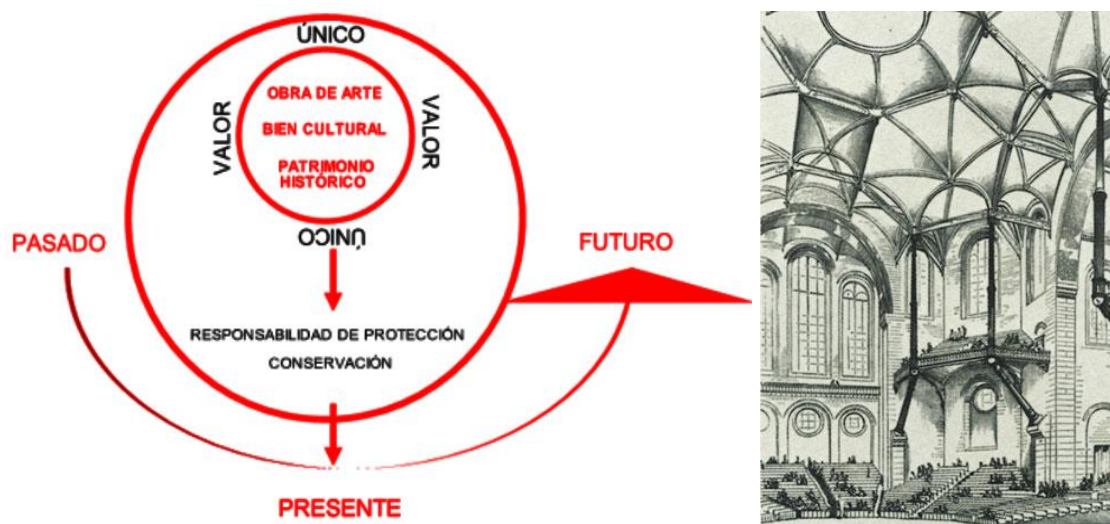 ÚNICO
OBRA DE ARTE
VALOR
VALOR
BIEN CULTURAL
PATRIMONIO
HISTÓRICO
ÚNICO
PASADO
FUTURO
RESPONSABILIDAD DE PROTECCIÓN
CONSERVACIÓN
PRESENTE